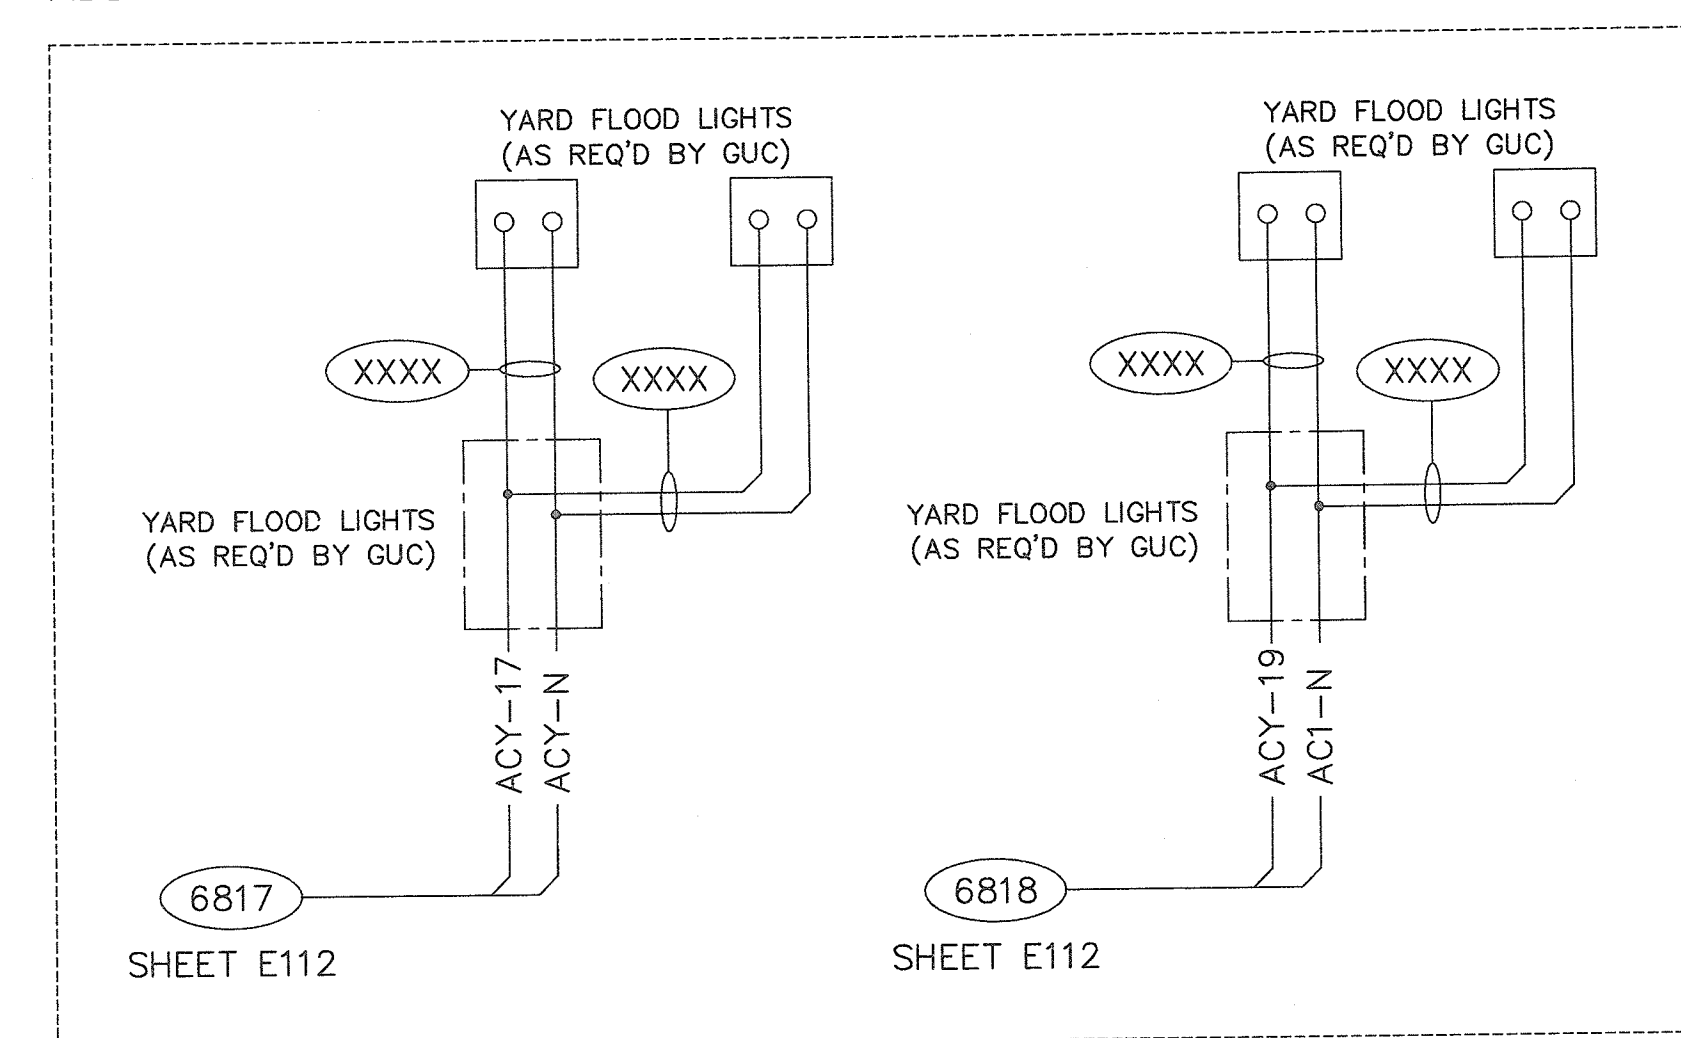 YARD FLOOD LIGHTS
(AS REQ'D BY GUC)
XXXX
XXXX
YARD FLOOD LIGHTS
(AS REQ'D BY GUC)
ACY-17
ACY-N
6817
SHEET E112
YARD FLOOD LIGHTS
(AS REQ'D BY GUC)
XXXX
XXXX
YARD FLOOD LIGHTS
(AS REQ'D BY GUC)
ACY-19
AC1-N
6818
SHEET E112